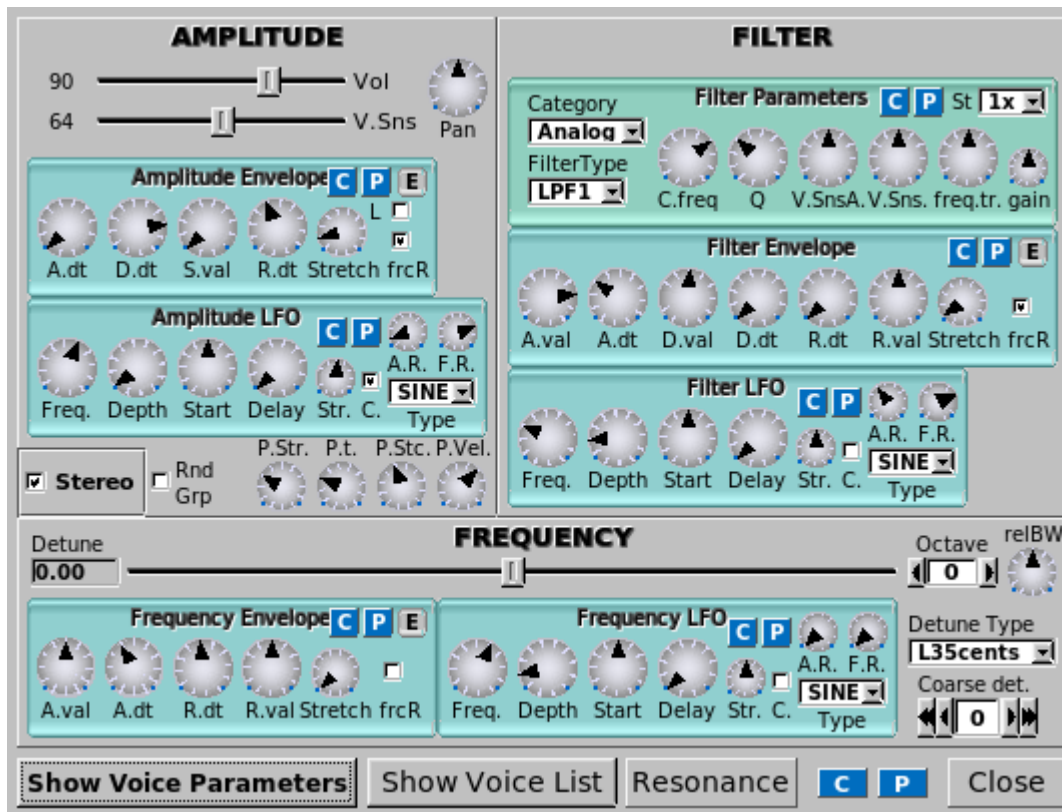 AMPLITUDE
90 Vol
64 V.Sns
Pan
Amplitude Envelope C P E
L
A.dt D.dt S.val R.dt Stretch frcR
Amplitude LFO C P
A.R. F.R.
SINE
Freq. Depth Start Delay Str. C. Type
Stereo
Rnd
Grp
P.Str. P.t. P.Stc. P.Vel.
FILTER
Category
Analog
FilterType
LPF1
Filter Parameters C P St 1x
C.freq Q V.SnsA. V.Sns. freq.tr. gain
Filter Envelope C P E
A.val A.dt D.val D.dt R.dt R.val Stretch frcR
Filter LFO C P
A.R. F.R.
SINE
Freq. Depth Start Delay Str. C. Type
FREQUENCY
Detune
0.00
Octave
0
relBW
Frequency Envelope C P E
A.val A.dt R.dt R.val Stretch frcR
Frequency LFO C P
A.R. F.R.
SINE
Freq. Depth Start Delay Str. C. Type
Detune Type
L35cents
Coarse det.
0
Show Voice Parameters Show Voice List Resonance C P Close